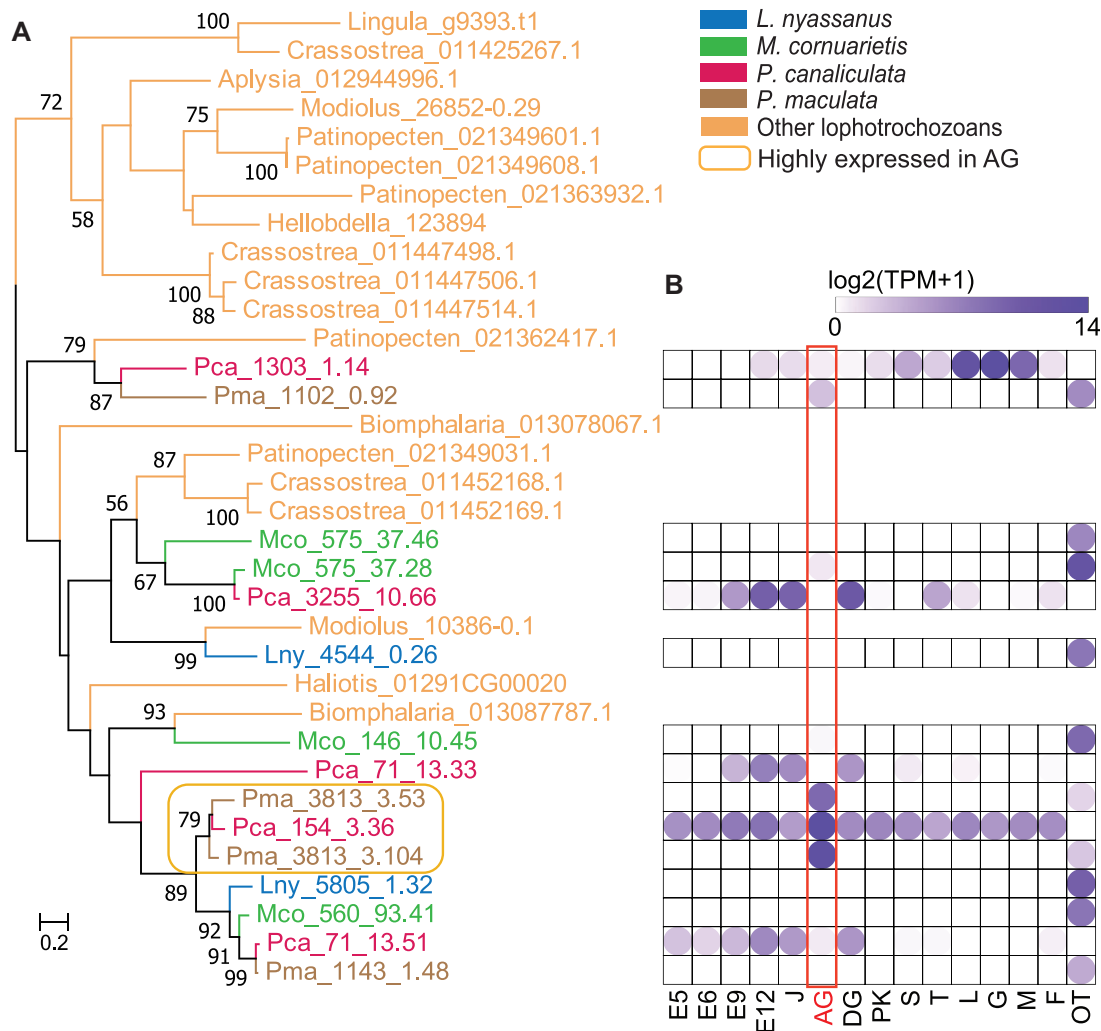 A
100
Lingula_g9393.t1
Crassostrea_011425267.1
72
Aplysia_012944996.1
75
Modiolus_26852-0.29
Patinopecten_021349601.1
100
Patinopecten_021349608.1
58
Patinopecten_021363932.1
Hellobdella_123894
Crassostrea_011447498.1
100
Crassostrea_011447506.1
88
Crassostrea_011447514.1
79
Patinopecten_021362417.1
Pca_1303_1.14
87
Pma_1102_0.92
Biomphalaria_013078067.1
87
Patinopecten_021349031.1
Crassostrea_011452168.1
56
100
Crassostrea_011452169.1
Mco_575_37.46
67
Mco_575_37.28
100
Pca_3255_10.66
Modiolus_10386-0.1
99
Lny_4544_0.26
Haliotis_01291CG00020
93
Biomphalaria_013087787.1
Mco_146_10.45
Pca_71_13.33
Pma_3813_3.53
79
Pca_154_3.36
Pma_3813_3.104
89
Lny_5805_1.32
92
Mco_560_93.41
91
Pca_71_13.51
99
Pma_1143_1.48
0.2
L. nyassanus
M. cornuarietis
P. canaliculata
P. maculata
Other lophotrochozoans
Highly expressed in AG
B
log2(TPM+1)
0 14
E5 E6 E9 E12 J AG DG PK S T L G M F OT